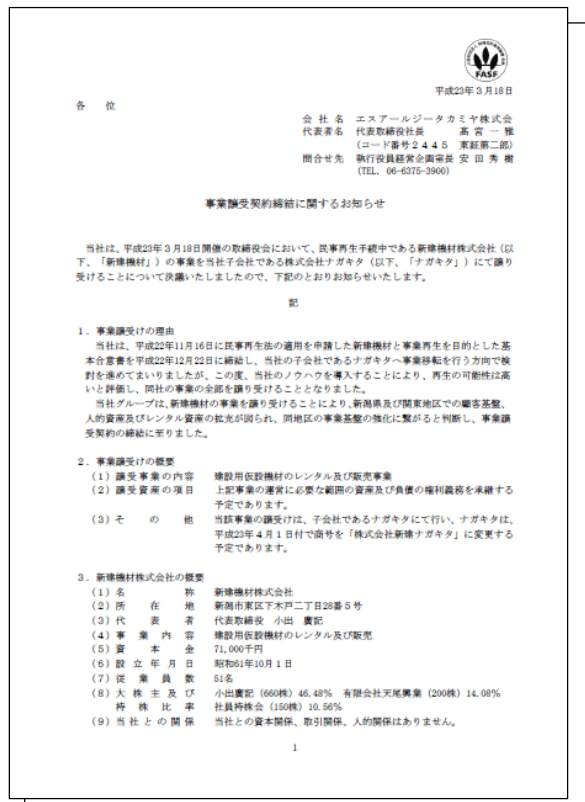 FASF
平成23年3月18日
各 位
会 社 名 エスアールジータカミヤ株式会
代表者名 代表取締役社長 髙 宮 一 雅
(コード番号2445 東証第二部)
問合せ先 執行役員経営企画室長 安 田 秀 樹
(TEL. 06-6375-3900)
事業譲受契約締結に関するお知らせ
当社は、平成23年3月18日開催の取締役会において、民事再生手続中である新建機材株式会社(以
下、「新建機材」)の事業を当社子会社である株式会社ナガキタ(以下、「ナガキタ」)にて譲り
受けることについて決議いたしましたので、下記のとおりお知らせいたします。
記
1．事業譲受けの理由
当社は、平成22年11月16日に民事再生法の適用を申請した新建機材と事業再生を目的とした基
本合意書を平成22年12月22日に締結し、当社の子会社であるナガキタへ事業移転を行う方向で検
討を進めてまいりましたが、この度、当社のノウハウを導入することにより、再生の可能性は高
いと評価し、同社の事業の全部を譲り受けることとなりました。
当社グループは、新建機材の事業を譲り受けることにより、新潟県及び関東地区での顧客基盤、
人的資産及びレンタル資産の拡充が図られ、同地区の事業基盤の強化に繋がると判断し、事業譲
受契約の締結に至りました。
2．事業譲受けの概要
(1)譲受事業の内容 建設用仮設機材のレンタル及び販売事業
(2)譲受資産の項目 上記事業の運営に必要な範囲の資産及び負債の権利義務を承継する
予定であります。
(3)そ の 他 当該事業の譲受けは、子会社であるナガキタにて行い、ナガキタは、
平成23年4月1日付で商号を「株式会社新建ナガキタ」に変更する
予定であります。
3．新建機材株式会社の概要
(1)名 称 新建機材株式会社
(2)所 在 地 新潟市東区下木戸二丁目28番5号
(3)代 表 者 代表取締役 小出 廣記
(4)事 業 内 容 建設用仮設機材のレンタル及び販売
(5)資 本 金 71,000千円
(6)設 立 年 月 日 昭和61年10月1日
(7)従 業 員 数 51名
(8)大 株 主 及 び 小出廣記(660株)46.48% 有限会社天尾興業(200株)14.08%
持 株 比 率 社員持株会(150株)10.56%
(9)当 社 と の 関 係 当社との資本関係、取引関係、人的関係はありません。
1